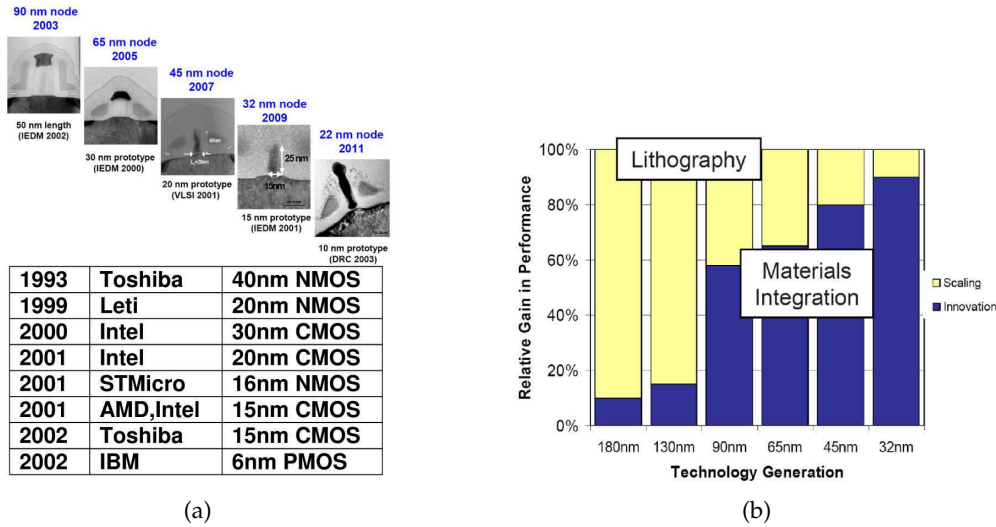 90 nm node
2003
50 nm length
(IEDM 2002)
65 nm node
2005
30 nm prototype
(IEDM 2000)
45 nm node
2007
20 nm prototype
(VLSI 2001)
32 nm node
2009
25 nm
15nm
15 nm prototype
(IEDM 2001)
22 nm node
2011
10 nm prototype
(DRC 2003)
1993 Toshiba 40nm NMOS
1999 Leti 20nm NMOS
2000 Intel 30nm CMOS
2001 Intel 20nm CMOS
2001 STMicro 16nm NMOS
2001 AMD,Intel 15nm CMOS
2002 Toshiba 15nm CMOS
2002 IBM 6nm PMOS
(a)
Relative Gain in Performance
100%
80%
60%
40%
20%
0%
Lithography
Materials
Integration
Scaling
Innovation
180nm 130nm 90nm 65nm 45nm 32nm
Technology Generation
(b)